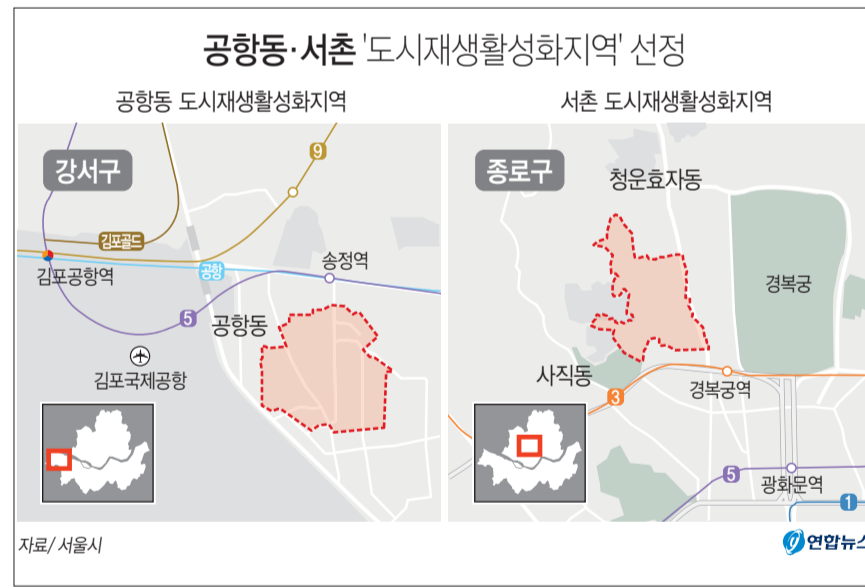 공항동·서촌 '도시재생활성화지역' 선정
공항동 도시재생활성화지역
강서구
9
김포골드
김포공항역
공항
송정역
5
공항동
김포국제공항
서촌 도시재생활성화지역
종로구
청운효자동
경복궁
사직동
경복궁역
3
5
광화문역
1
자료/ 서울시
연합뉴스